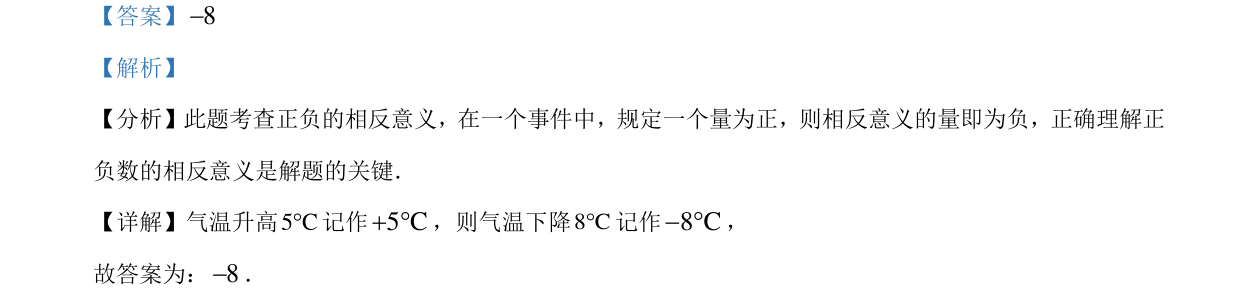 【答案】−8
【解析】
【分析】此题考查正负的相反意义，在一个事件中，规定一个量为正，则相反意义的量即为负，正确理解正
负数的相反意义是解题的关键．
【详解】气温升高5℃记作+5℃，则气温下降8℃记作−8℃，
故答案为：−8．